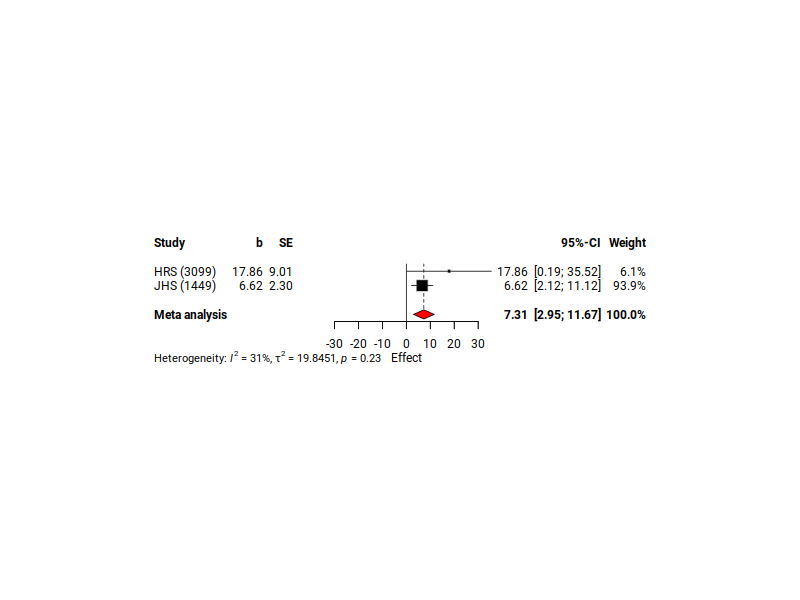 Study b SE 95%-CI Weight
HRS (3099) 17.86 9.01 17.86 [0.19; 35.52] 6.1%
JHS (1449) 6.62 2.30 6.62 [2.12; 11.12] 93.9%
Meta analysis 7.31 [2.95; 11.67] 100.0%
-30 -20 -10 0 10 20 30
Heterogeneity: I² = 31%, τ² = 19.8451, p = 0.23 Effect